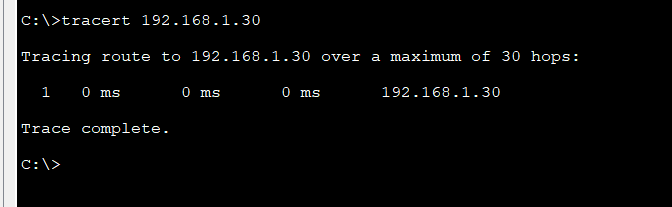 C:\>tracert 192.168.1.30
Tracing route to 192.168.1.30 over a maximum of 30 hops:
1 0 ms 0 ms 0 ms 192.168.1.30
Trace complete.
C:\>